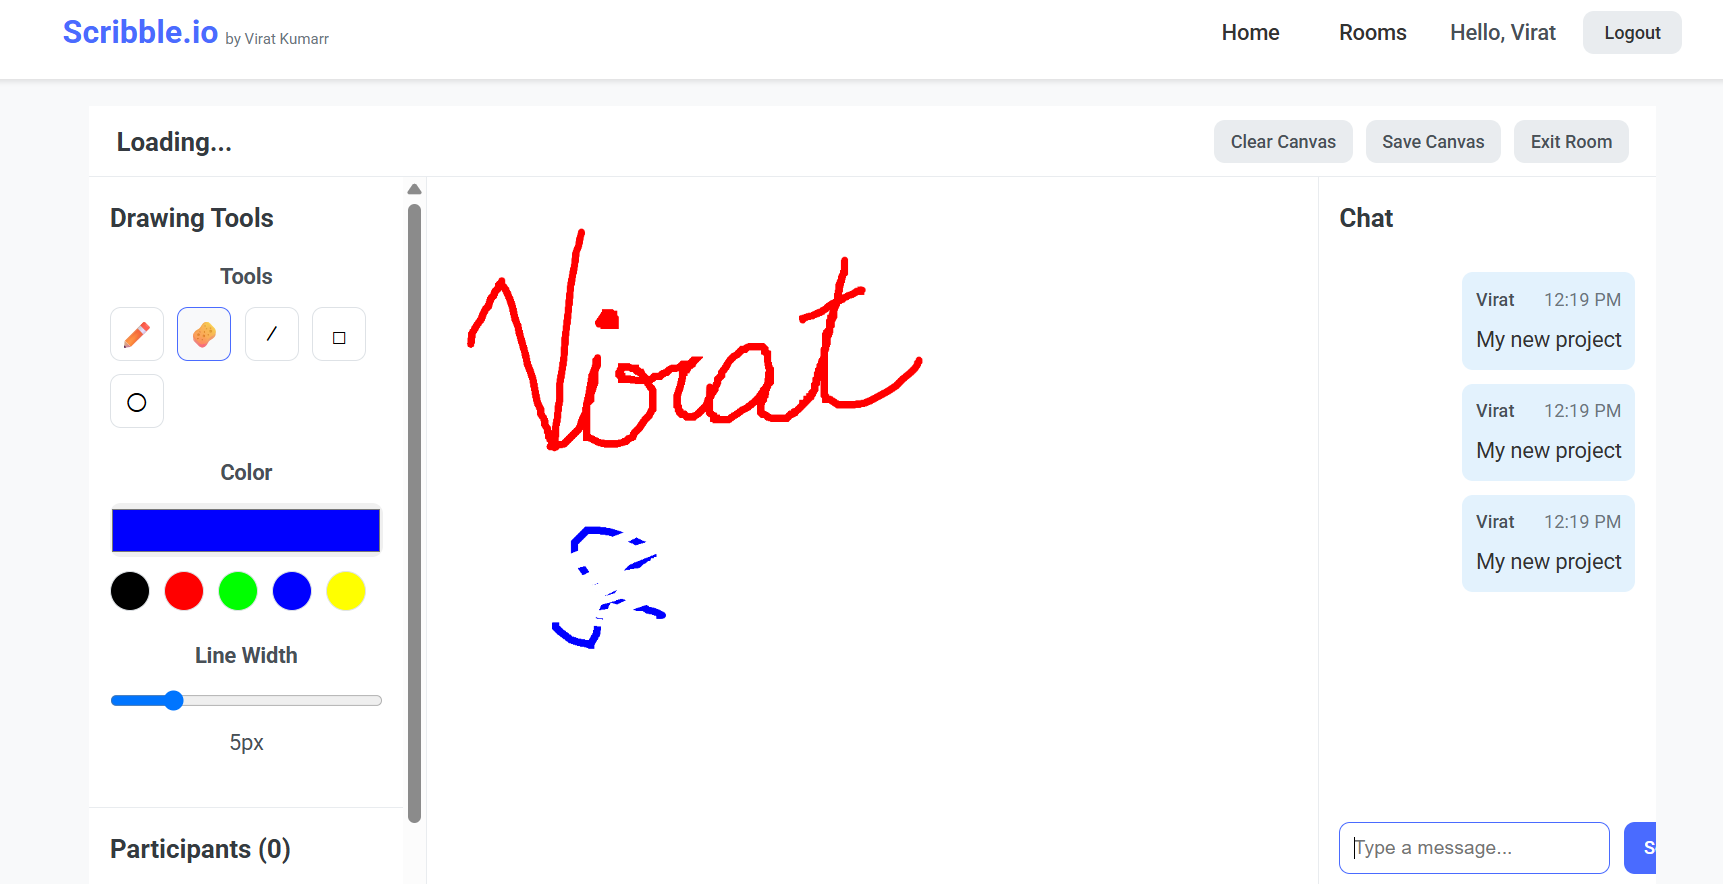 Scribble.io by Virat Kumarr
Home Rooms Hello, Virat Logout
Loading...
Clear Canvas Save Canvas Exit Room
Drawing Tools
Tools
Color
Line Width
5px
Participants (0)
Virat
Chat
Virat 12:19 PM
My new project
Virat 12:19 PM
My new project
Virat 12:19 PM
My new project
Type a message...